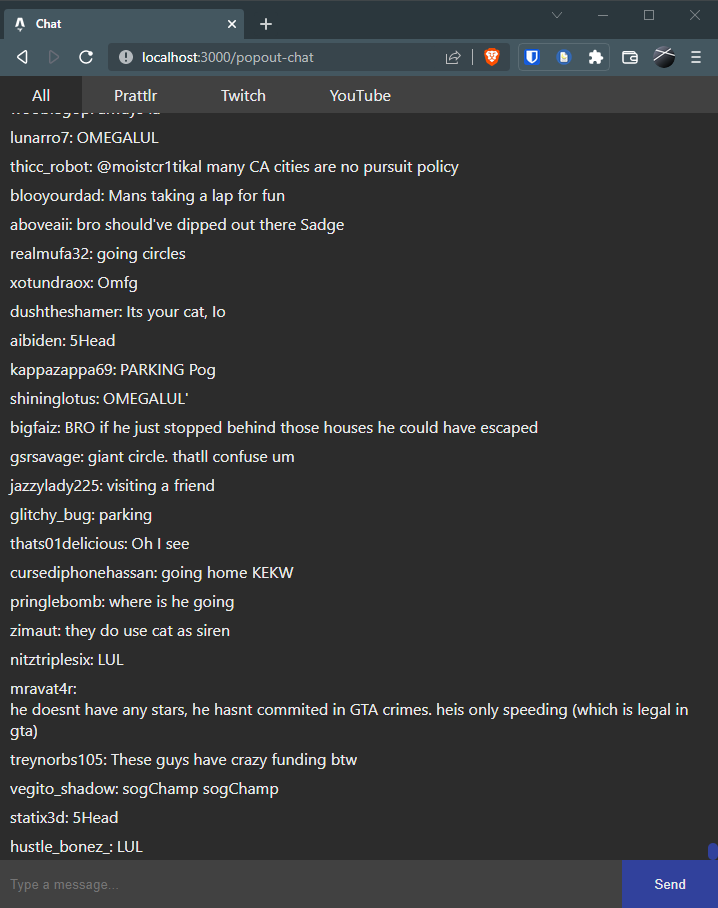 Chat
localhost:3000/popout-chat
All Prattlr Twitch YouTube
lunarro7: OMEGALUL
thicc_robot: @moistcr1tikal many CA cities are no pursuit policy
blooyourdad: Mans taking a lap for fun
aboveaii: bro should've dipped out there Sadge
realmufa32: going circles
xotundraox: Omfg
dushtheshamer: Its your cat, Io
aibiden: 5Head
kappazappa69: PARKING Pog
shininglotus: OMEGALUL'
bigfaiz: BRO if he just stopped behind those houses he could have escaped
gsrsavage: giant circle. thatll confuse um
jazzylady225: visiting a friend
glitchy_bug: parking
thats01delicious: Oh I see
cursediphonehassan: going home KEKW
pringlebomb: where is he going
zimaut: they do use cat as siren
nitztriplesix: LUL
mravat4r:
he doesnt have any stars, he hasnt commited in GTA crimes. heis only speeding (which is legal in
gta)
treynorbs105: These guys have crazy funding btw
vegito_shadow: sogChamp sogChamp
statix3d: 5Head
hustle_bonez_: LUL
Type a message...
Send